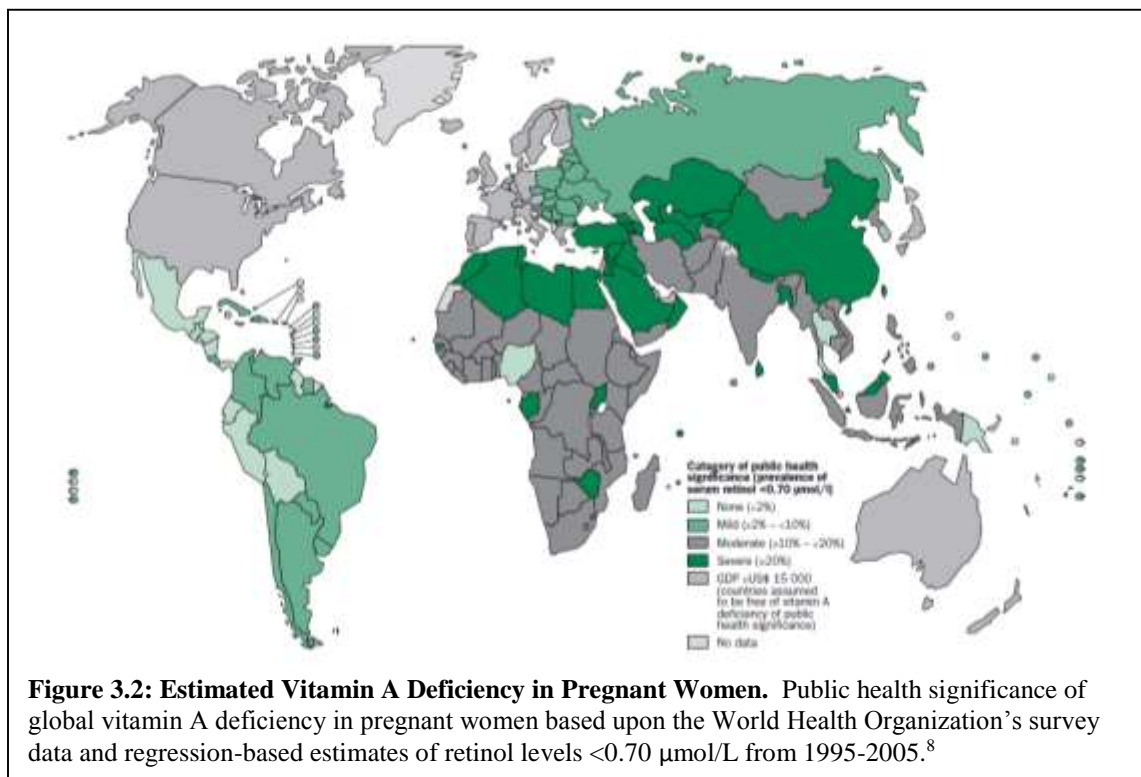 Category of public health
significance (prevalence of
serum retinol <0.70 µmol/l)
None (<2%)
Mild (≥2% – <10%)
Moderate (≥10% – <20%)
Severe (≥20%)
GDP ≥US$ 15 000
(countries assumed
to be free of vitamin A
deficiency of public
health significance)
No data
Figure 3.2: Estimated Vitamin A Deficiency in Pregnant Women. Public health significance of
global vitamin A deficiency in pregnant women based upon the World Health Organization’s survey
data and regression-based estimates of retinol levels <0.70 µmol/L from 1995-2005.8